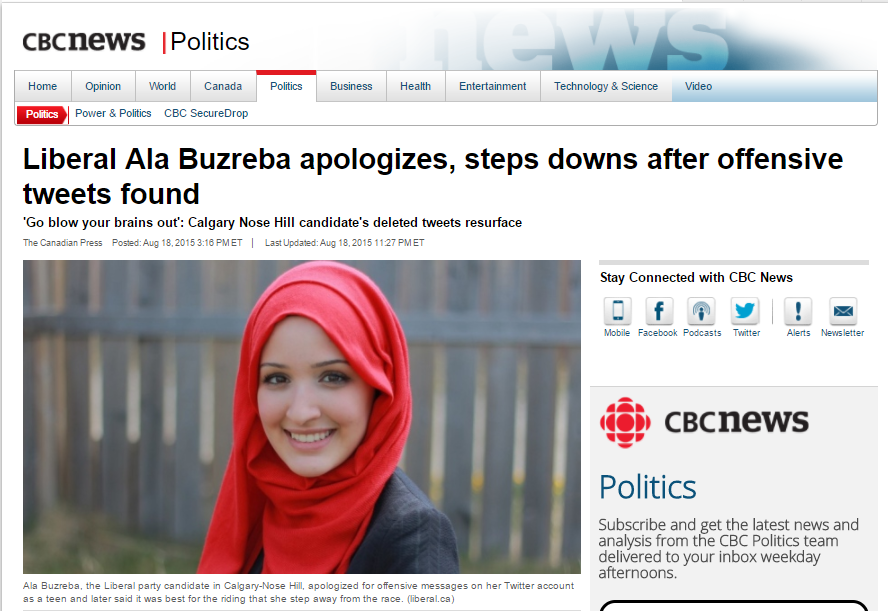 CBCnews | Politics
news
Home Opinion World Canada Politics Business Health Entertainment Technology & Science Video
Politics Power & Politics CBC SecureDrop
Liberal Ala Buzreba apologizes, steps downs after offensive
tweets found
'Go blow your brains out': Calgary Nose Hill candidate's deleted tweets resurface
The Canadian Press Posted: Aug 18, 2015 3:16 PM ET | Last Updated: Aug 18, 2015 11:27 PM ET
Ala Buzreba, the Liberal party candidate in Calgary-Nose Hill, apologized for offensive messages on her Twitter account
as a teen and later said it was best for the riding that she step away from the race. (liberal.ca)
Stay Connected with CBC News
Mobile Facebook Podcasts Twitter Alerts Newsletter
CBCnews
Politics
Subscribe and get the latest news and
analysis from the CBC Politics team
delivered to your inbox weekday
afternoons.